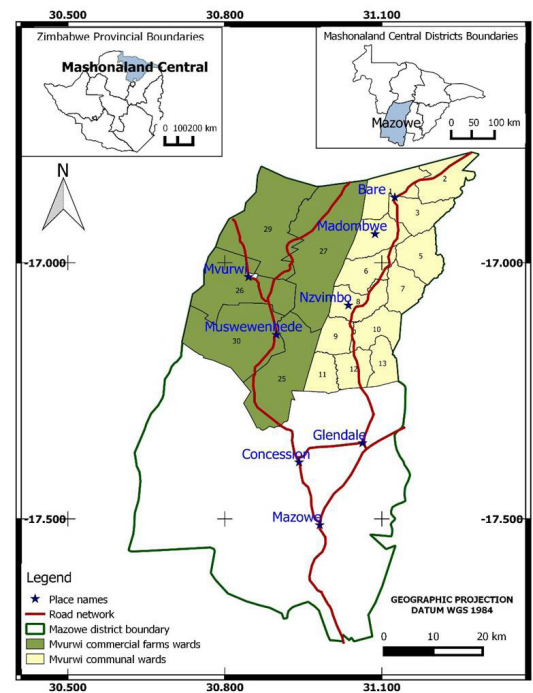 30.500 30.800 31.100
Zimbabwe Provincial Boundaries
Mashonaland Central
0 100200 km
Mashonaland Central Districts Boundaries
Mazowe
0 50 100 km
N
Bare
1
2
3
Madombwe
29
27
5
-17.000 -17.000
Mvurwi
6
7
26
Nzvimbo
8
Muswewenhede
10
9
30
13
12
11
25
Glendale
Concession
-17.500 -17.500
Mazowe
Legend
Place names
Road network
Mazowe district boundary
Mvurwi commercial farms wards
Mvurwi communal wards
GEOGRAPHIC PROJECTION
DATUM WGS 1984
0 10 20 km
30.500 30.800 31.100